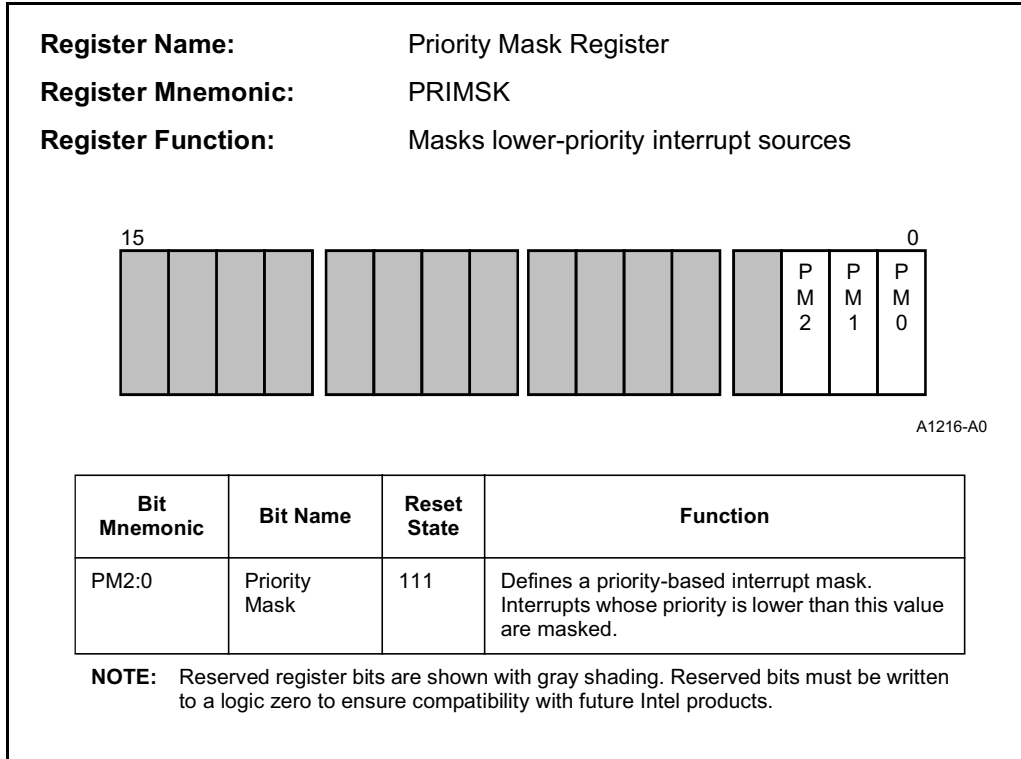 Register Name: Priority Mask Register
Register Mnemonic: PRIMSK
Register Function: Masks lower-priority interrupt sources
15 0
P P P
M M M
2 1 0
A1216-A0
Bit Mnemonic Bit Name Reset State Function
PM2:0 Priority Mask 111 Defines a priority-based interrupt mask.
Interrupts whose priority is lower than this value
are masked.
NOTE: Reserved register bits are shown with gray shading. Reserved bits must be written
to a logic zero to ensure compatibility with future Intel products.